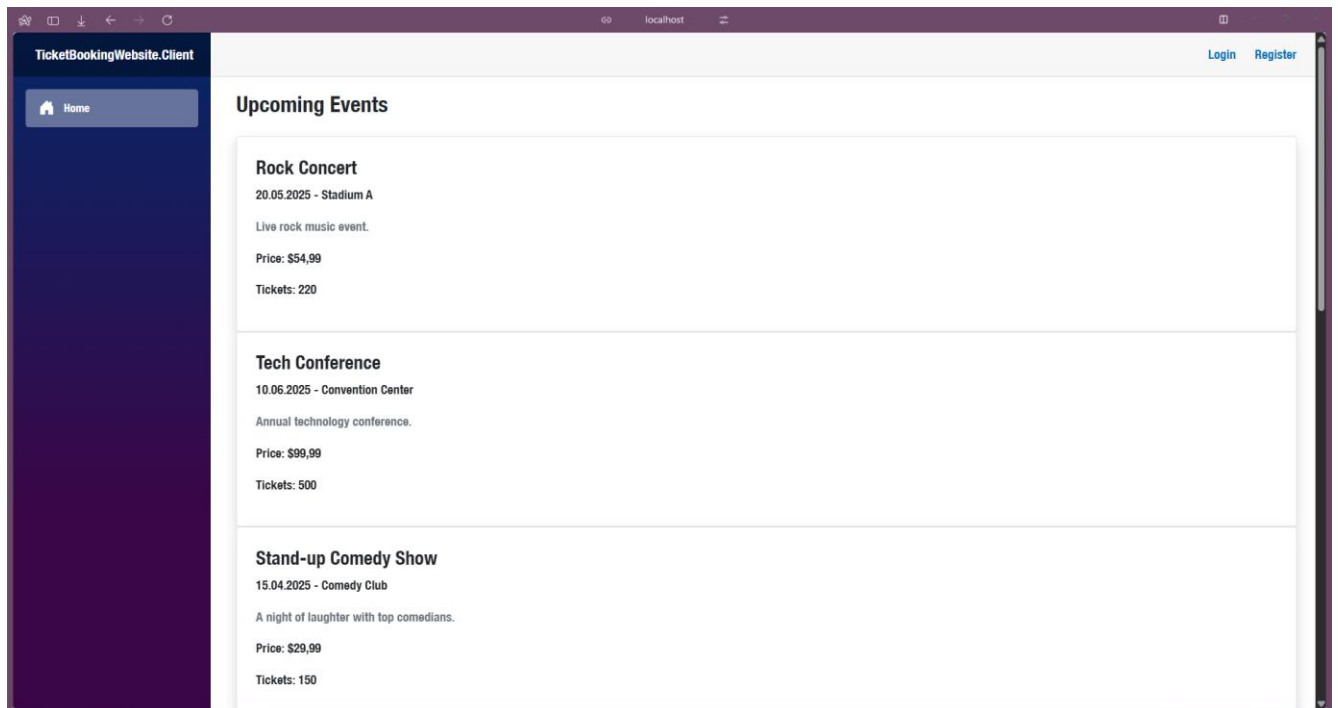 localhost
TicketBookingWebsite.Client
Login Register
Home
Upcoming Events
Rock Concert
20.05.2025 - Stadium A
Live rock music event.
Price: $54,99
Tickets: 220
Tech Conference
10.06.2025 - Convention Center
Annual technology conference.
Price: $99,99
Tickets: 500
Stand-up Comedy Show
15.04.2025 - Comedy Club
A night of laughter with top comedians.
Price: $29,99
Tickets: 150